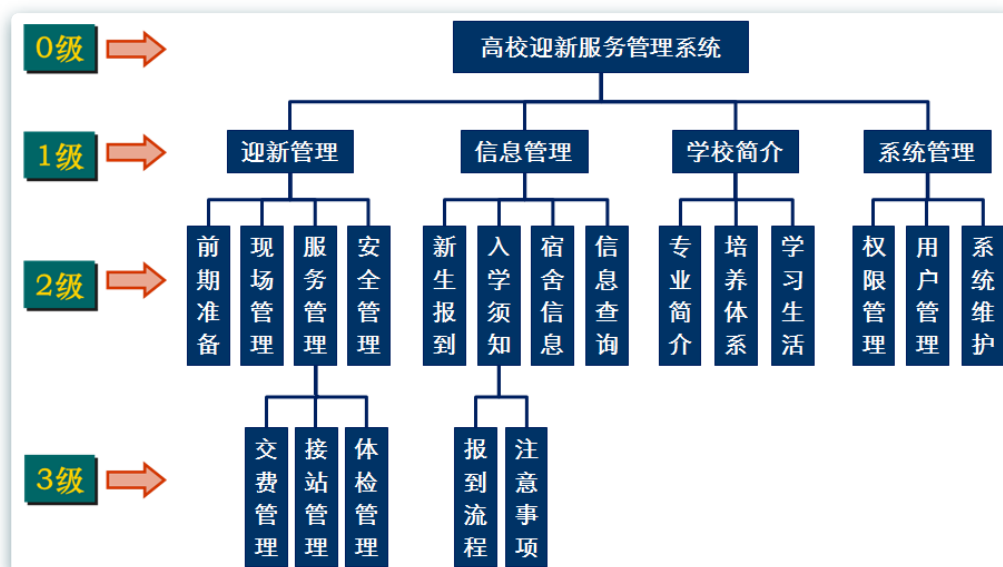 0级
高校迎新服务管理系统
1级
迎新管理
信息管理
学校简介
系统管理
2级
前期准备
现场管理
服务管理
安全管理
新生报到
入学须知
宿舍信息
信息查询
专业简介
培养体系
学习生活
权限管理
用户管理
系统维护
3级
交费管理
接站管理
体检管理
报到流程
注意事项